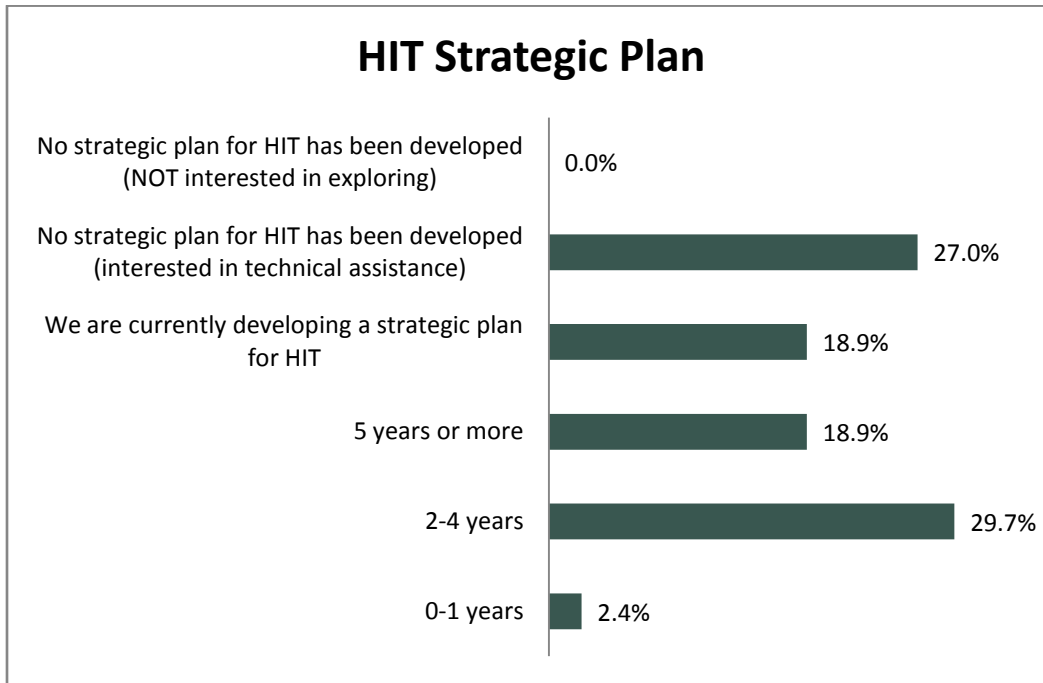 HIT Strategic Plan
No strategic plan for HIT has been developed
(NOT interested in exploring)
0.0%
No strategic plan for HIT has been developed
(interested in technical assistance)
27.0%
We are currently developing a strategic plan
for HIT
18.9%
5 years or more
18.9%
2-4 years
29.7%
0-1 years
2.4%